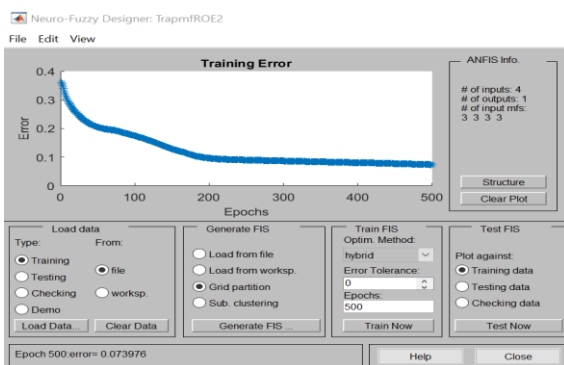 Neuro-Fuzzy Designer: TrapmfROE2
File Edit View
Training Error
0.4
0.3
0.2
0.1
0
Error
0 100 200 300 400 500
Epochs
ANFIS Info.
# of inputs: 4
# of outputs: 1
# of input mfs:
3 3 3 3
Structure
Clear Plot
Load data
Type: From:
Training
Testing
Checking
Demo
file
worksp.
Load Data... Clear Data
Generate FIS
Load from file
Load from worksp.
Grid partition
Sub. clustering
Generate FIS ...
Train FIS
Optim. Method:
hybrid
Error Tolerance:
0
Epochs:
500
Train Now
Test FIS
Plot against:
Training data
Testing data
Checking data
Test Now
Epoch 500:error= 0.073976
Help Close